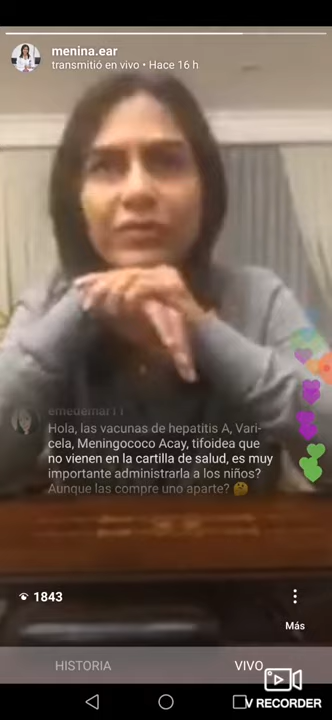 menina.ear
transmitió en vivo • Hace 16 h
emedemar11
Hola, las vacunas de hepatitis A, Vari-
cela, Meningococo Acay, tifoidea que
no vienen en la cartilla de salud, es muy
importante administrarla a los niños?
Aunque las compre uno aparte? 🤔
1843
Más
HISTORIA
VIVO
V RECORDER